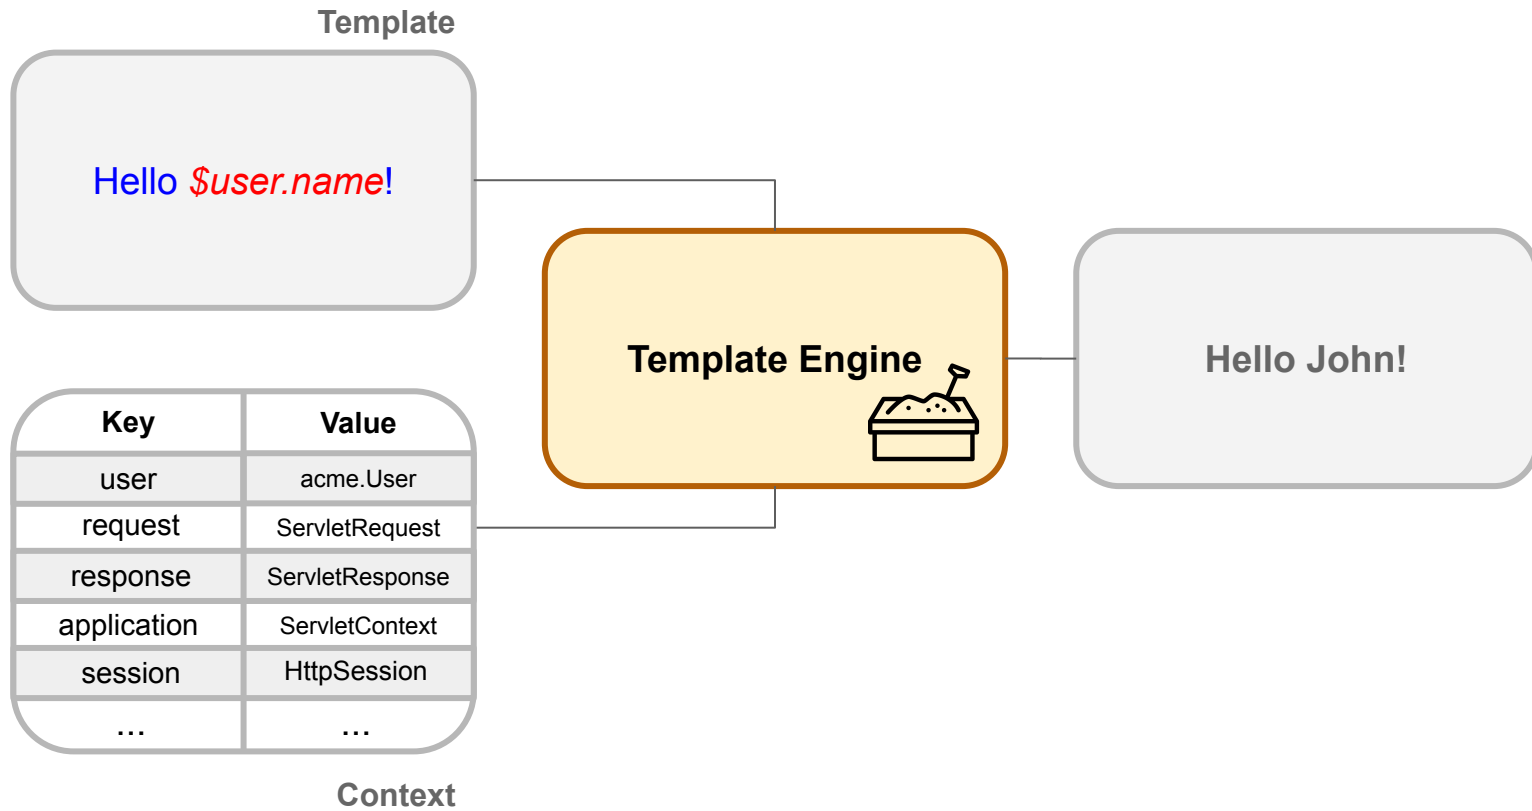 Template
Hello $user.name!
Template Engine
Hello John!
Key Value
user acme.User
request ServletRequest
response ServletResponse
application ServletContext
session HttpSession
... ...
Context